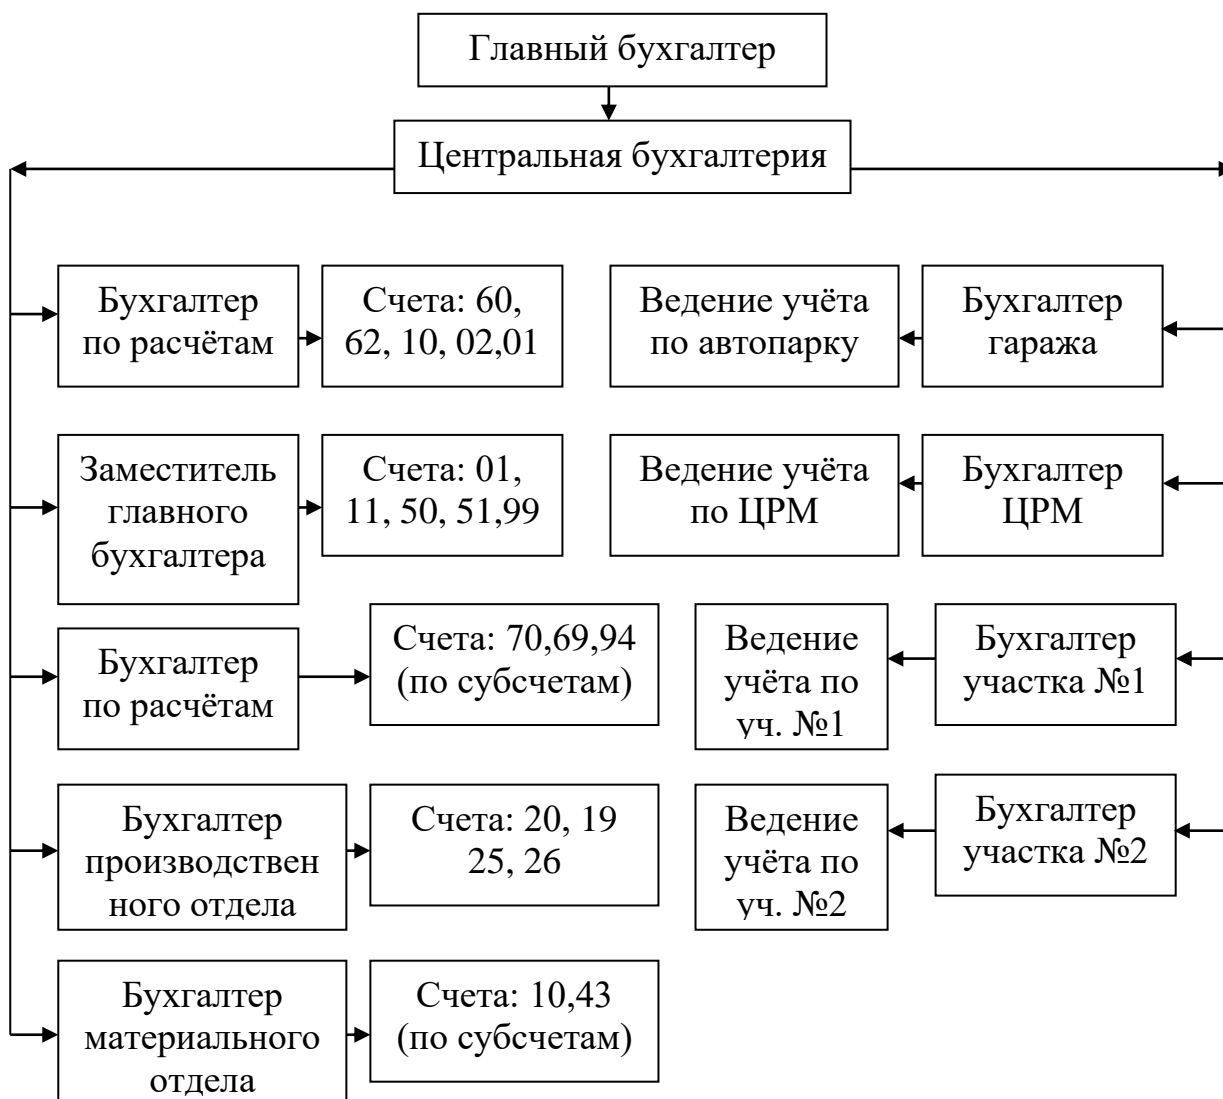 Главный бухгалтер
Центральная бухгалтерия
Бухгалтер
по расчётам
Счета: 60,
62, 10, 02,01
Ведение учёта
по автопарку
Бухгалтер
гаража
Заместитель
главного
бухгалтера
Счета: 01,
11, 50, 51,99
Ведение учёта
по ЦРМ
Бухгалтер
ЦРМ
Бухгалтер
по расчётам
Счета: 70,69,94
(по субсчетам)
Ведение
учёта по
уч. №1
Бухгалтер
участка №1
Бухгалтер
производствен
ного отдела
Счета: 20, 19
25, 26
Ведение
учёта по
уч. №2
Бухгалтер
участка №2
Бухгалтер
материального
отдела
Счета: 10,43
(по субсчетам)